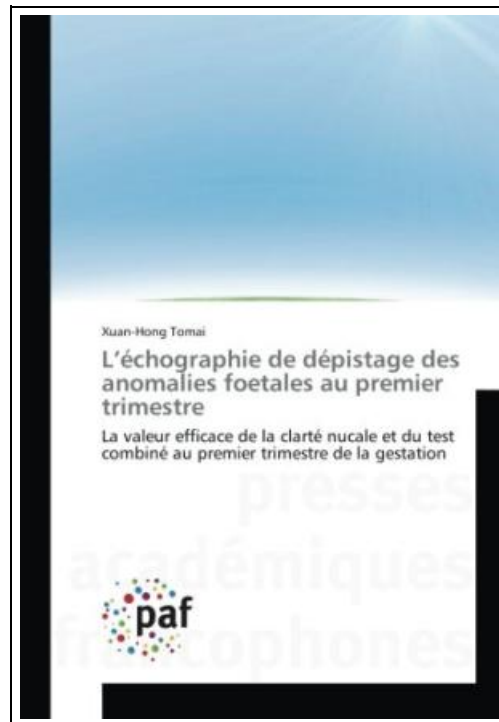 Xuan-Hong Tomai
L'échographie de dépistage des
anomalies foetales au premier
trimestre
La valeur efficace de la clarté nucale et du test
combiné au premier trimestre de la gestation
presses
académiques
francophones
paf